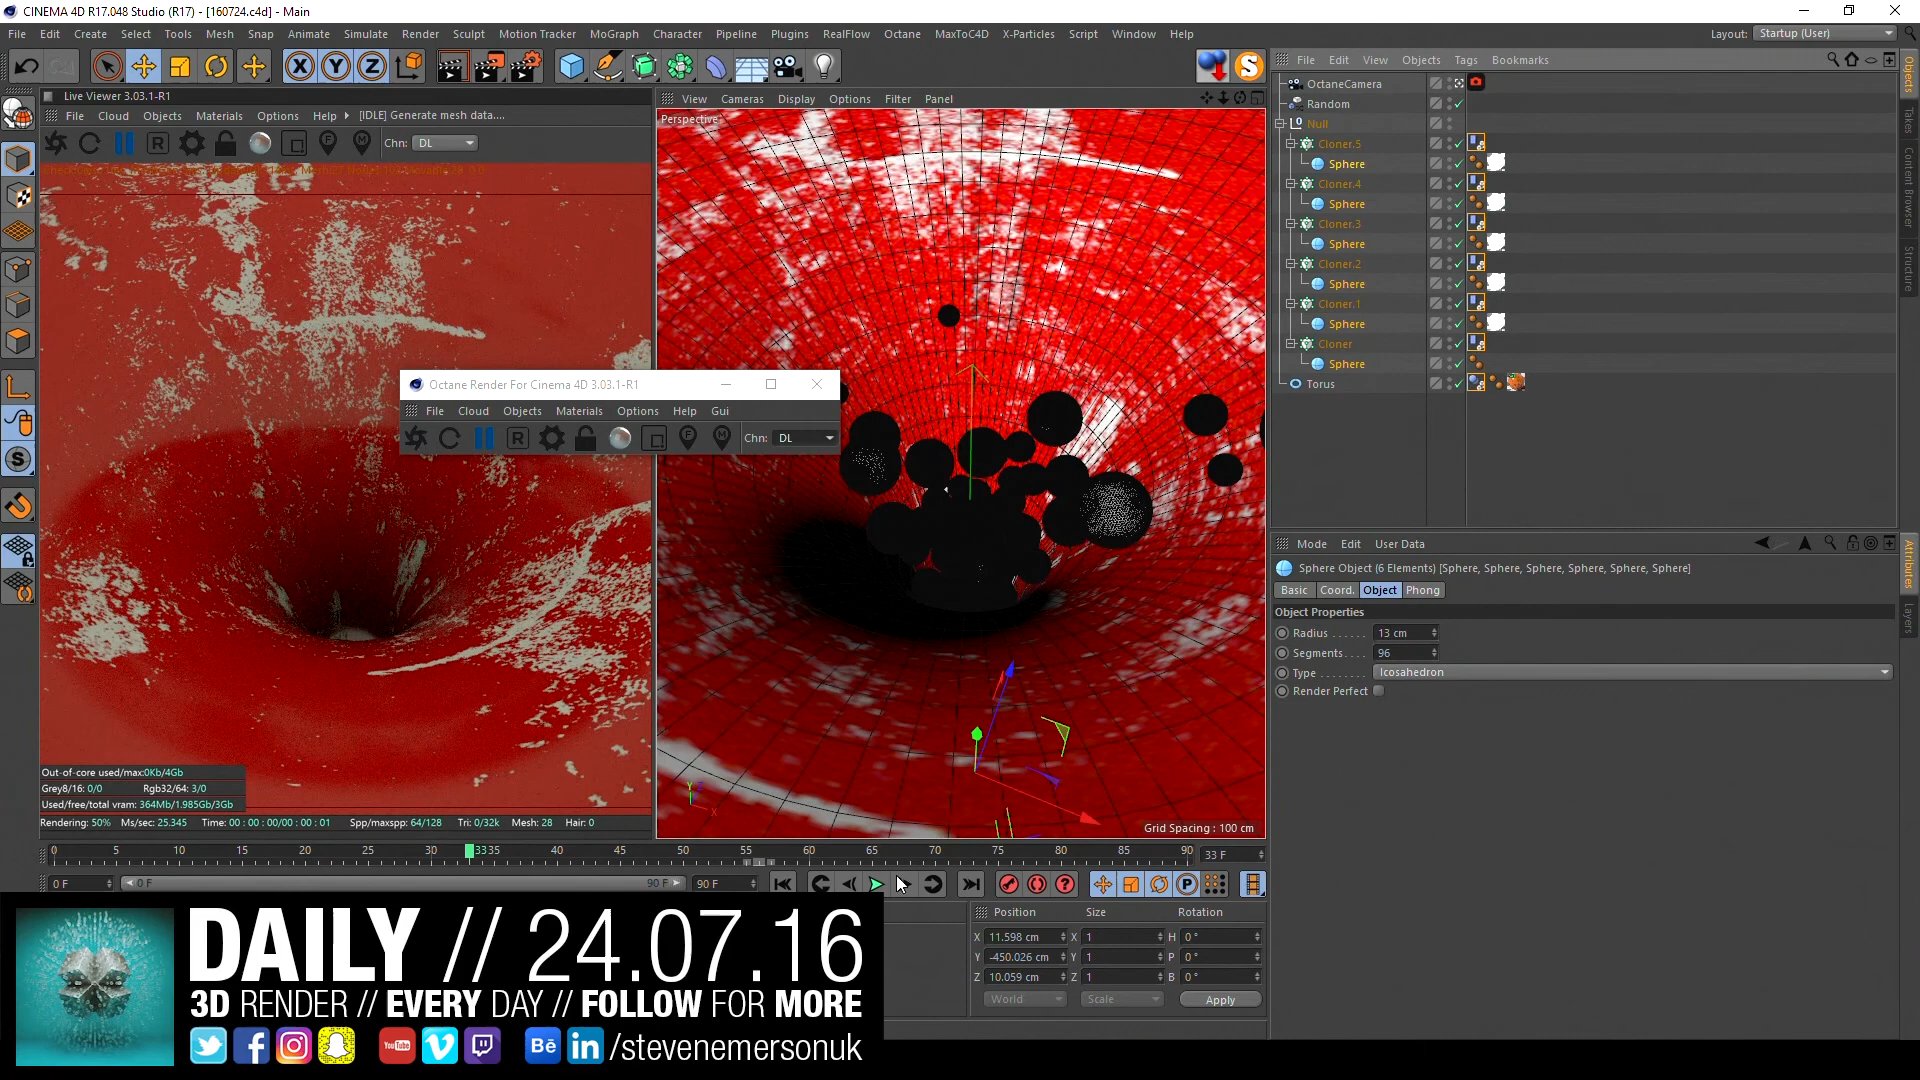 CINEMA 4D R17.048 Studio (R17) - [160724.c4d] - Main
File Edit Create Select Tools Mesh Snap Animate Simulate Render Sculpt Motion Tracker MoGraph Character Pipeline Plugins RealFlow Octane MaxToC4D X-Particles Script Window Help
Layout: Startup (User)
Live Viewer 3.03.1-R1
File Cloud Objects Materials Options Help [IDLE] Generate mesh data....
Chn: DL
View Cameras Display Options Filter Panel
Perspective
Octane Render For Cinema 4D 3.03.1-R1
File Cloud Objects Materials Options Help Gui
Chn: DL
Out-of-core used/max:0Kb/4Gb
Grey8/16: 0/0 Rgb32/64: 3/0
Used/free/total vram: 364Mb/1.985Gb/3Gb
Rendering: 50% Ms/sec: 25.345 Time: 00 : 00 : 00/00 : 00 : 01 Spp/maxspp: 64/128 Tri: 0/32k Mesh: 28 Hair: 0
Grid Spacing : 100 cm
0 5 10 15 20 25 30 3335 40 45 50 55 60 65 70 75 80 85 90
33 F
0 F 0 F 90 F 90 F
File Edit View Objects Tags Bookmarks
OctaneCamera
Random
Null
Cloner.5
Sphere
Cloner.4
Sphere
Cloner.3
Sphere
Cloner.2
Sphere
Cloner.1
Sphere
Cloner
Sphere
Torus
Objects
Takes
Content Browser
Structure
Mode Edit User Data
Sphere Object (6 Elements) [Sphere, Sphere, Sphere, Sphere, Sphere, Sphere]
Basic Coord. Object Phong
Object Properties
Radius . . . . . . 13 cm
Segments. . . . 96
Type . . . . . . . . Icosahedron
Render Perfect
Attributes
Layers
Position Size Rotation
X 11.598 cm X 1 H 0 °
Y -450.026 cm Y 1 P 0 °
Z 10.059 cm Z 1 B 0 °
World Scale Apply
DAILY // 24.07.16
3D RENDER // EVERY DAY // FOLLOW FOR MORE
You Tube Bē in /stevenemersonuk